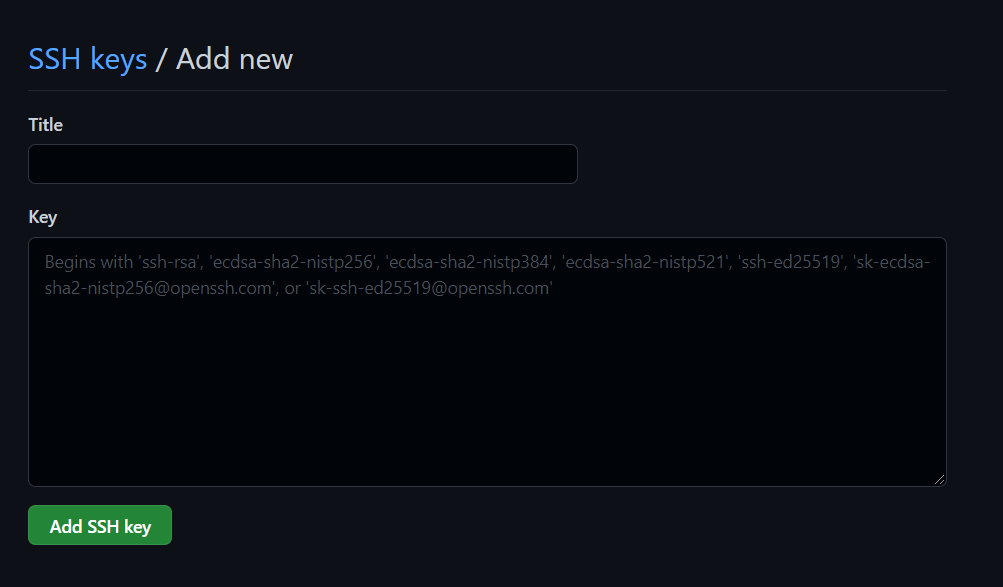 SSH keys / Add new
Title
Key
Begins with 'ssh-rsa', 'ecdsa-sha2-nistp256', 'ecdsa-sha2-nistp384', 'ecdsa-sha2-nistp521', 'ssh-ed25519', 'sk-ecdsa-
sha2-nistp256@openssh.com', or 'sk-ssh-ed25519@openssh.com'
Add SSH key